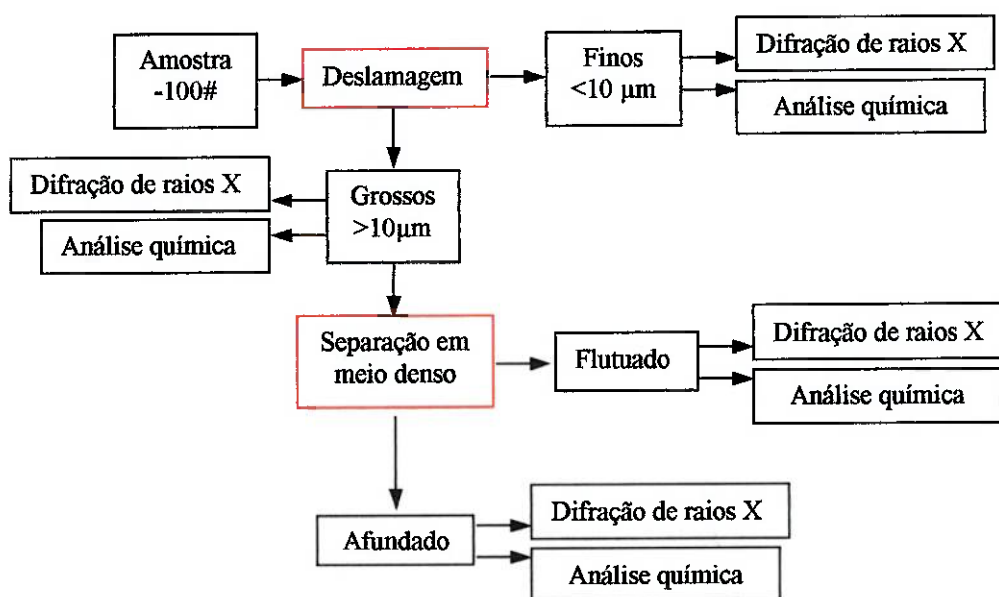 Amostra
-100#
Deslamagem
Finos
<10 µm
Difração de raios X
Análise química
Difração de raios X
Análise química
Grossos
>10µm
Separação em
meio denso
Flutuado
Difração de raios X
Análise química
Afundado
Difração de raios X
Análise química